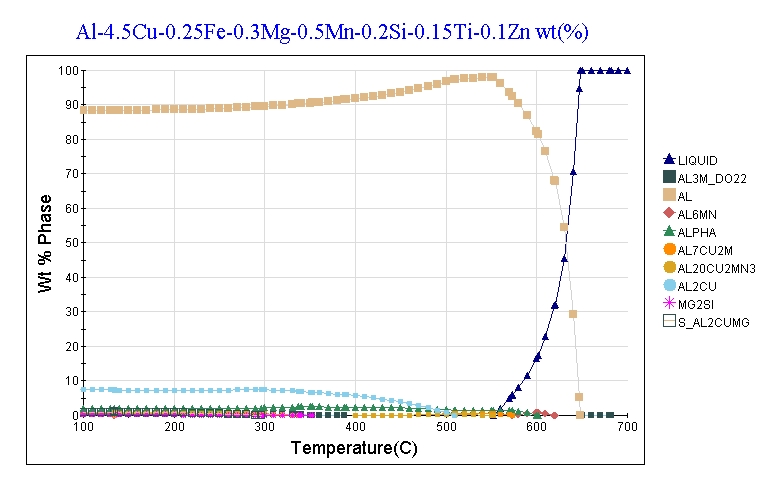 Al-4.5Cu-0.25Fe-0.3Mg-0.5Mn-0.2Si-0.15Ti-0.1Zn wt(%)
Wt % Phase
100
90
80
70
60
50
40
30
20
10
0
100 200 300 400 500 600 700
Temperature(C)
LIQUID
AL3M_DO22
AL
AL6MN
ALPHA
AL7CU2M
AL20CU2MN3
AL2CU
MG2SI
S_AL2CUMG